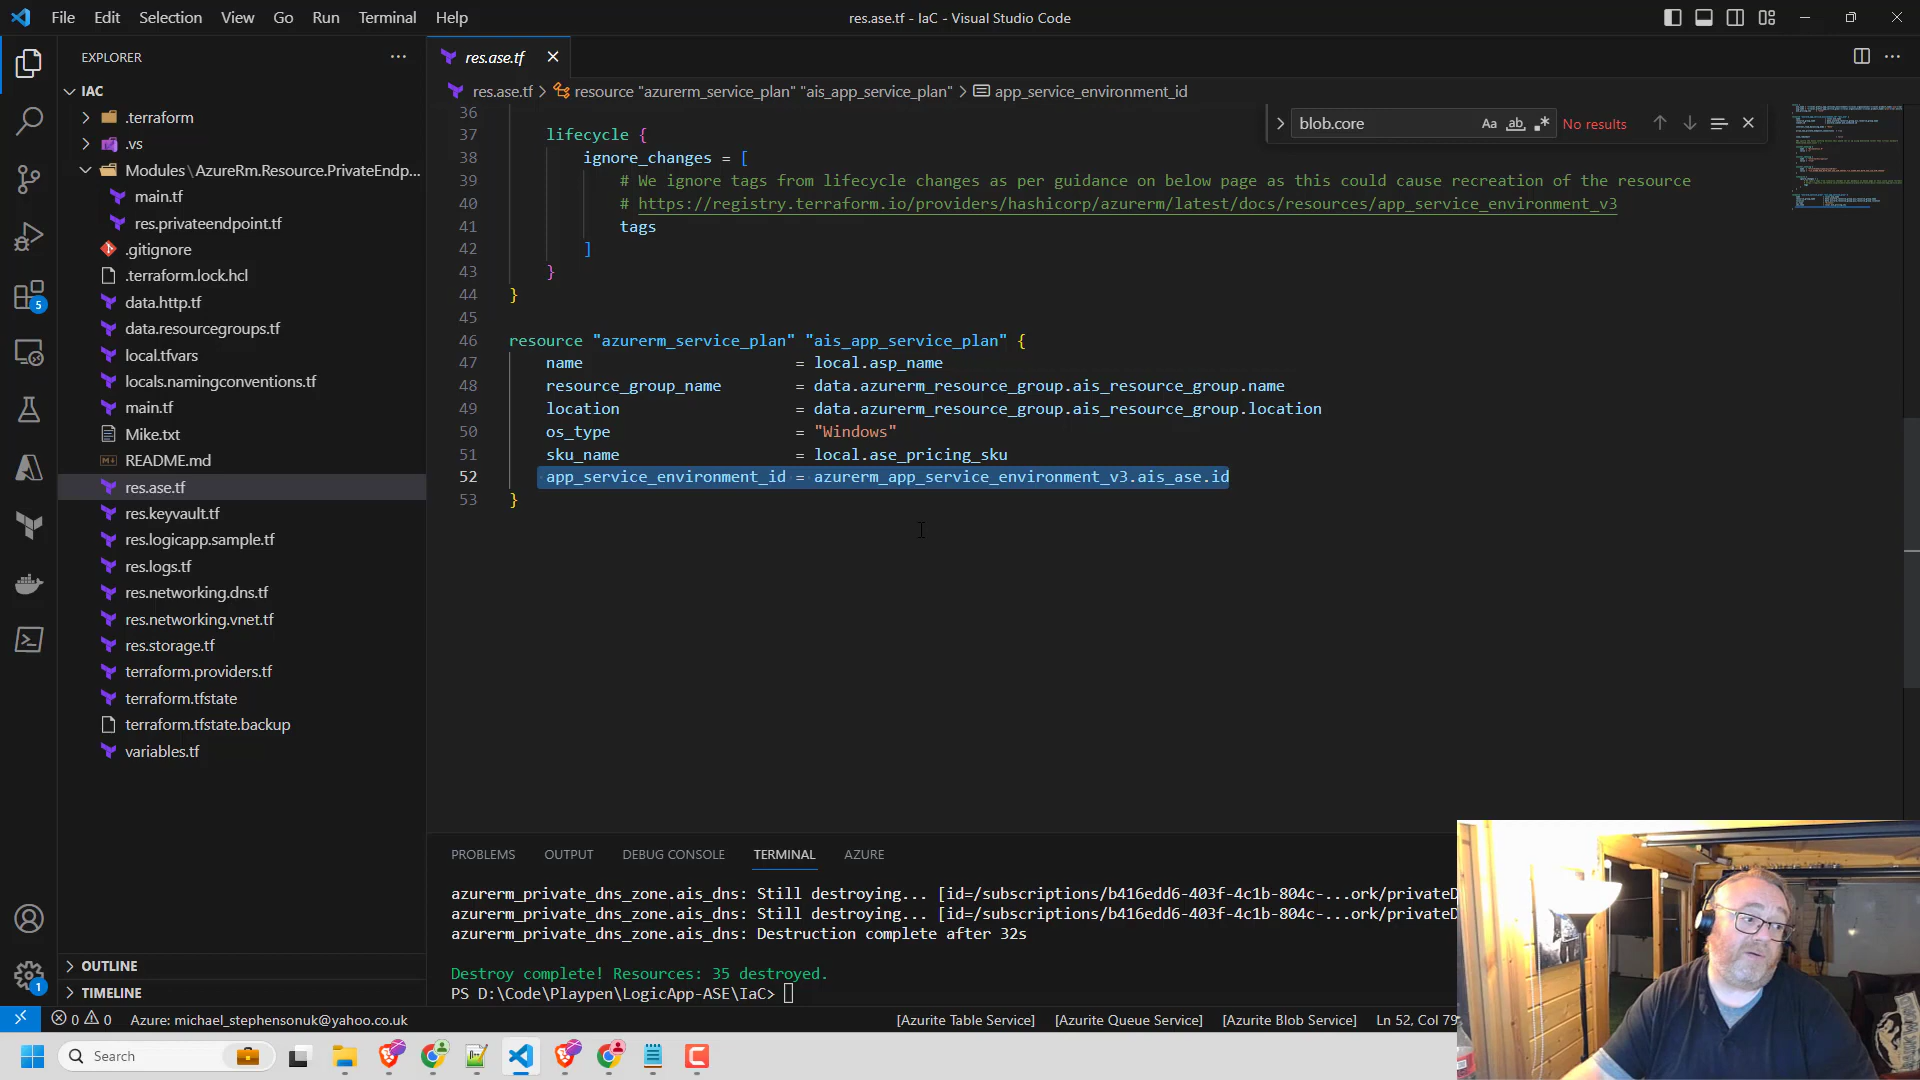 File Edit Selection View Go Run Terminal Help
res.ase.tf - IaC - Visual Studio Code
EXPLORER
IAC
.terraform
.vs
Modules\AzureRm.Resource.PrivateEndp...
main.tf
res.privateendpoint.tf
.gitignore
.terraform.lock.hcl
data.http.tf
data.resourcegroups.tf
local.tfvars
locals.namingconventions.tf
main.tf
Mike.txt
README.md
res.ase.tf
res.keyvault.tf
res.logicapp.sample.tf
res.logs.tf
res.networking.dns.tf
res.networking.vnet.tf
res.storage.tf
terraform.providers.tf
terraform.tfstate
terraform.tfstate.backup
variables.tf
OUTLINE
TIMELINE
5
1
res.ase.tf
res.ase.tf > resource "azurerm_service_plan" "ais_app_service_plan" > app_service_environment_id
blob.core
Aa ab
No results
36
37 lifecycle {
38 ignore_changes = [
39 # We ignore tags from lifecycle changes as per guidance on below page as this could cause recreation of the resource
40 # https://registry.terraform.io/providers/hashicorp/azurerm/latest/docs/resources/app_service_environment_v3
41 tags
42 ]
43 }
44 }
45
46 resource "azurerm_service_plan" "ais_app_service_plan" {
47 name = local.asp_name
48 resource_group_name = data.azurerm_resource_group.ais_resource_group.name
49 location = data.azurerm_resource_group.ais_resource_group.location
50 os_type = "Windows"
51 sku_name = local.ase_pricing_sku
52 app_service_environment_id = azurerm_app_service_environment_v3.ais_ase.id
53 }
PROBLEMS OUTPUT DEBUG CONSOLE TERMINAL AZURE
azurerm_private_dns_zone.ais_dns: Still destroying... [id=/subscriptions/b416edd6-403f-4c1b-804c-...ork/privateD
azurerm_private_dns_zone.ais_dns: Still destroying... [id=/subscriptions/b416edd6-403f-4c1b-804c-...ork/privateD
azurerm_private_dns_zone.ais_dns: Destruction complete after 32s
Destroy complete! Resources: 35 destroyed.
PS D:\Code\Playpen\LogicApp-ASE\IaC>
0 0 Azure: michael_stephensonuk@yahoo.co.uk
[Azurite Table Service] [Azurite Queue Service] [Azurite Blob Service] Ln 52, Col 79
Search